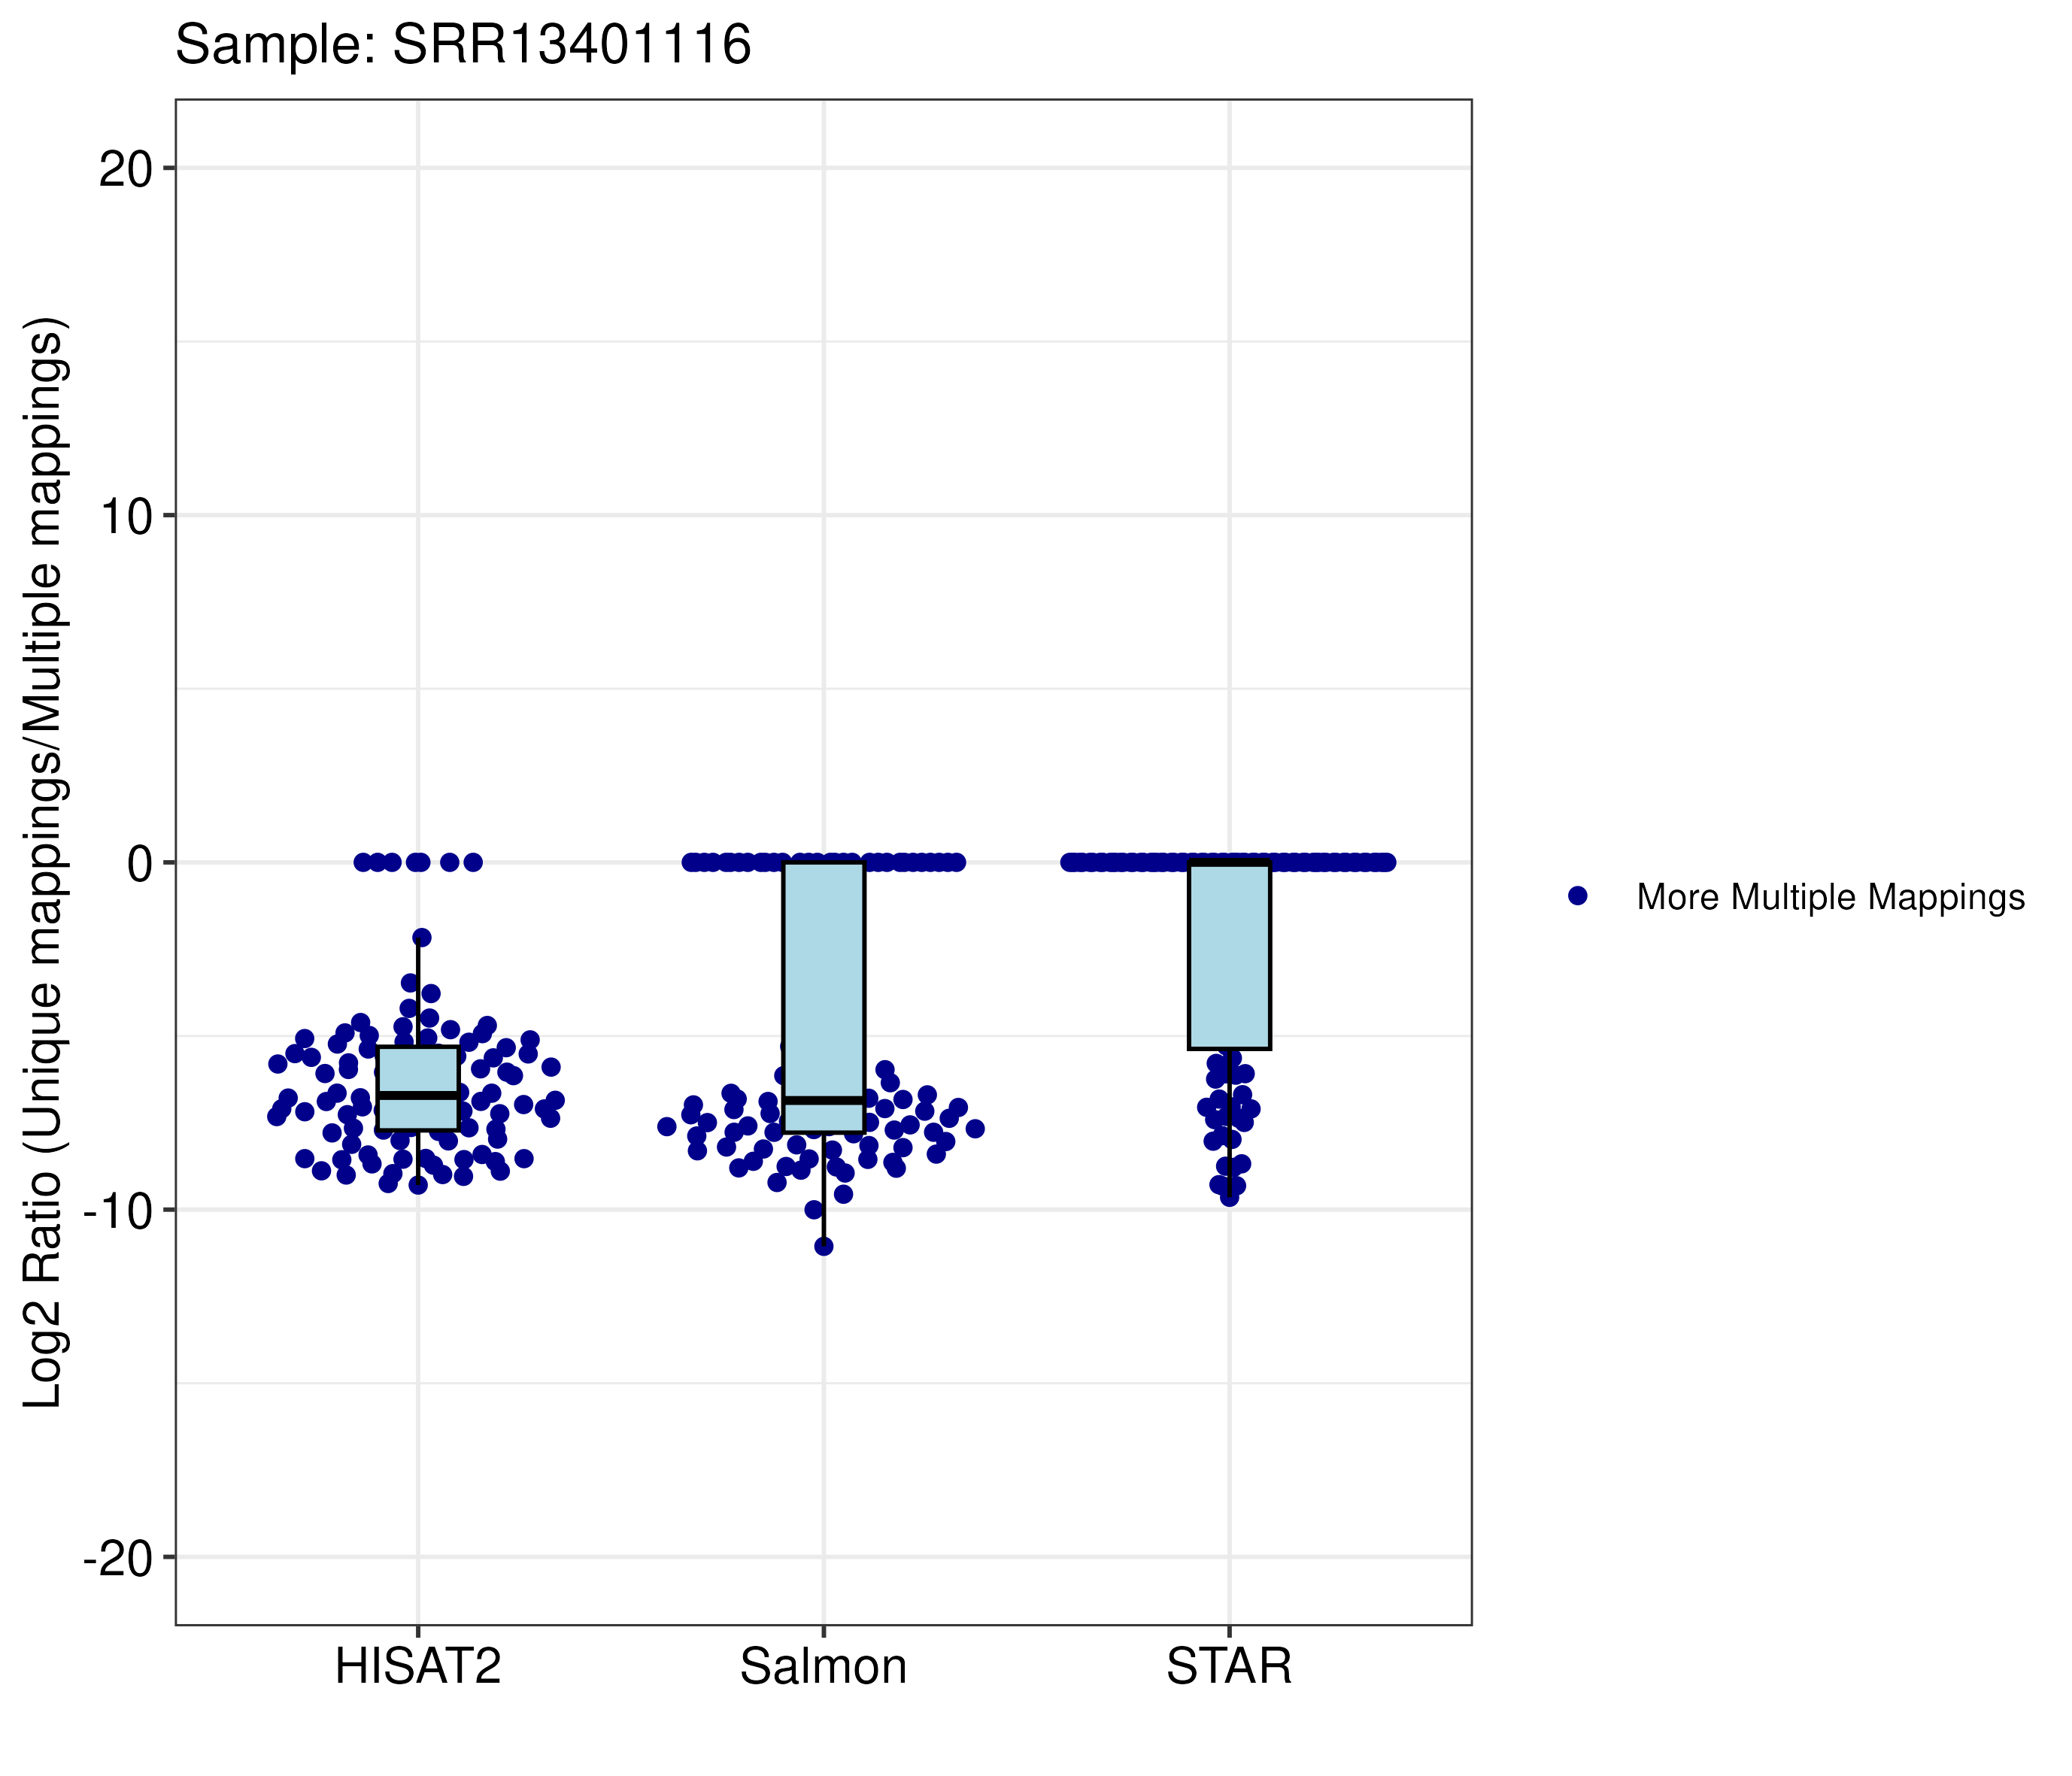 Sample: SRR13401116
Log2 Ratio (Unique mappings/Multiple mappings)
20
10
0
-10
-20
HISAT2
Salmon
STAR
More Multiple Mappings